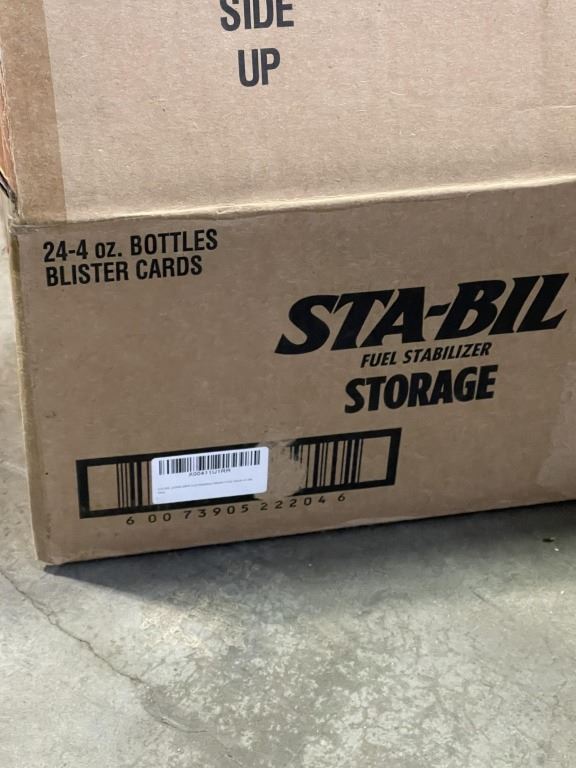 SIDE
UP
24-4 oz. BOTTLES
BLISTER CARDS
STA-BIL
FUEL STABILIZER
STORAGE
6 00 73905 22204 6